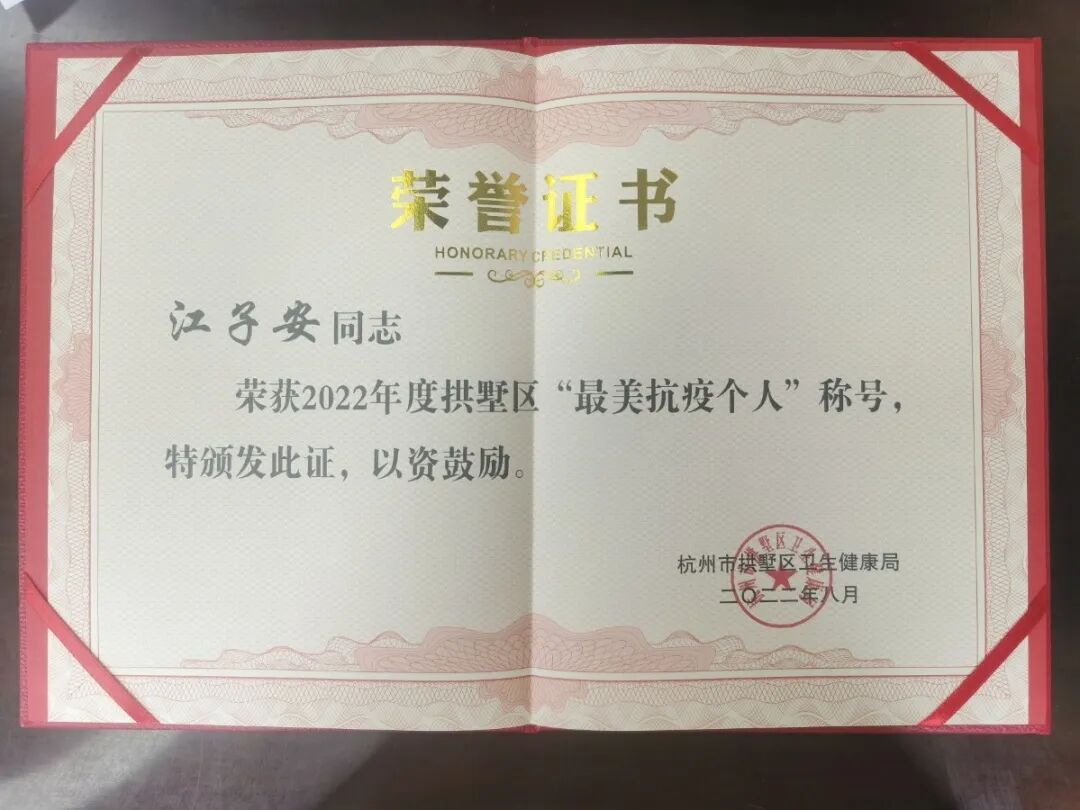 荣誉证书
HONORARY CREDENTIAL
江子安同志
荣获2022年度拱墅区“最美抗疫个人”称号，
特颁发此证，以资鼓励。
杭州市拱墅区卫生健康局
二〇二二年八月